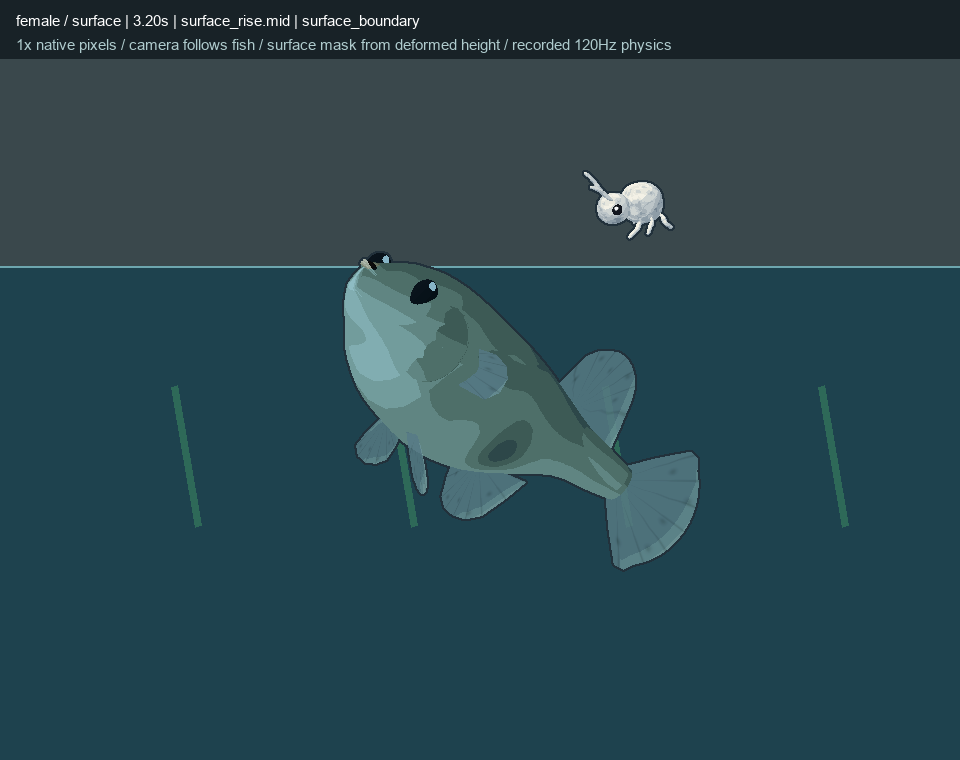 female / surface | 3.20s | surface_rise.mid | surface_boundary
1x native pixels / camera follows fish / surface mask from deformed height / recorded 120Hz physics